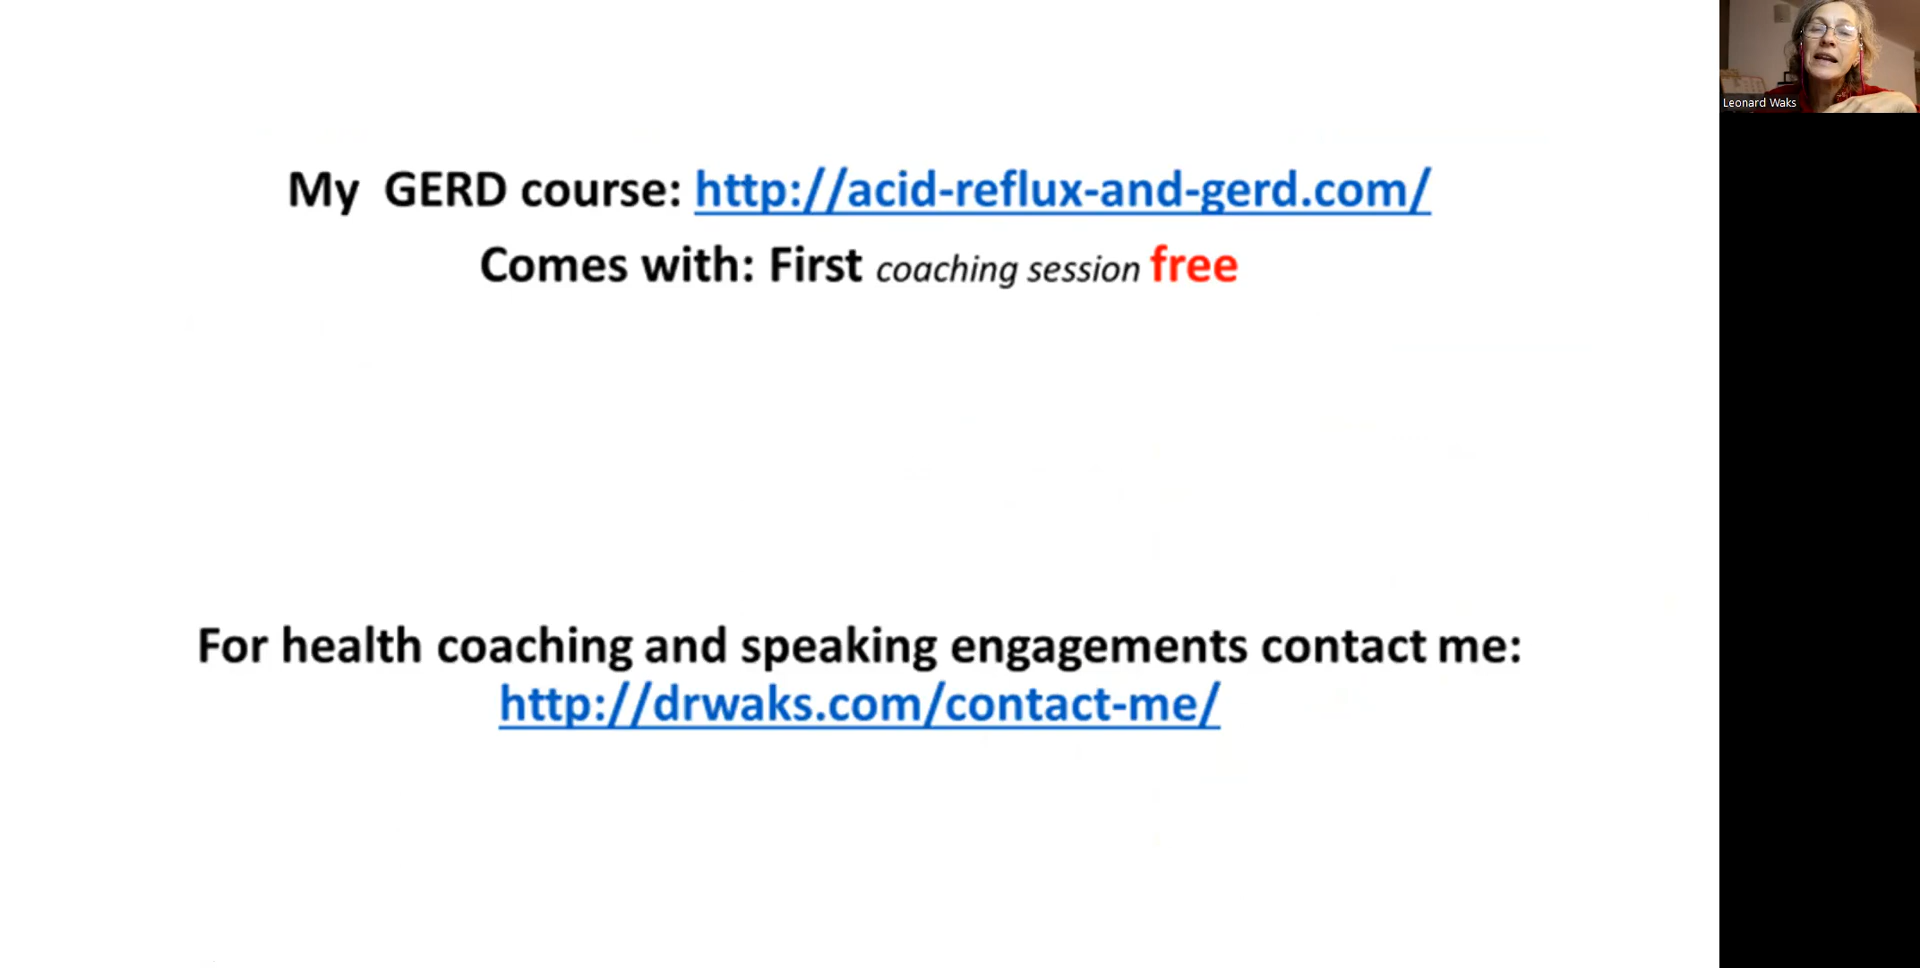 My  GERD course: http://acid-reflux-and-gerd.com/
Comes with: First coaching session free
For health coaching and speaking engagements contact me:
http://drwaks.com/contact-me/
Leonard Waks